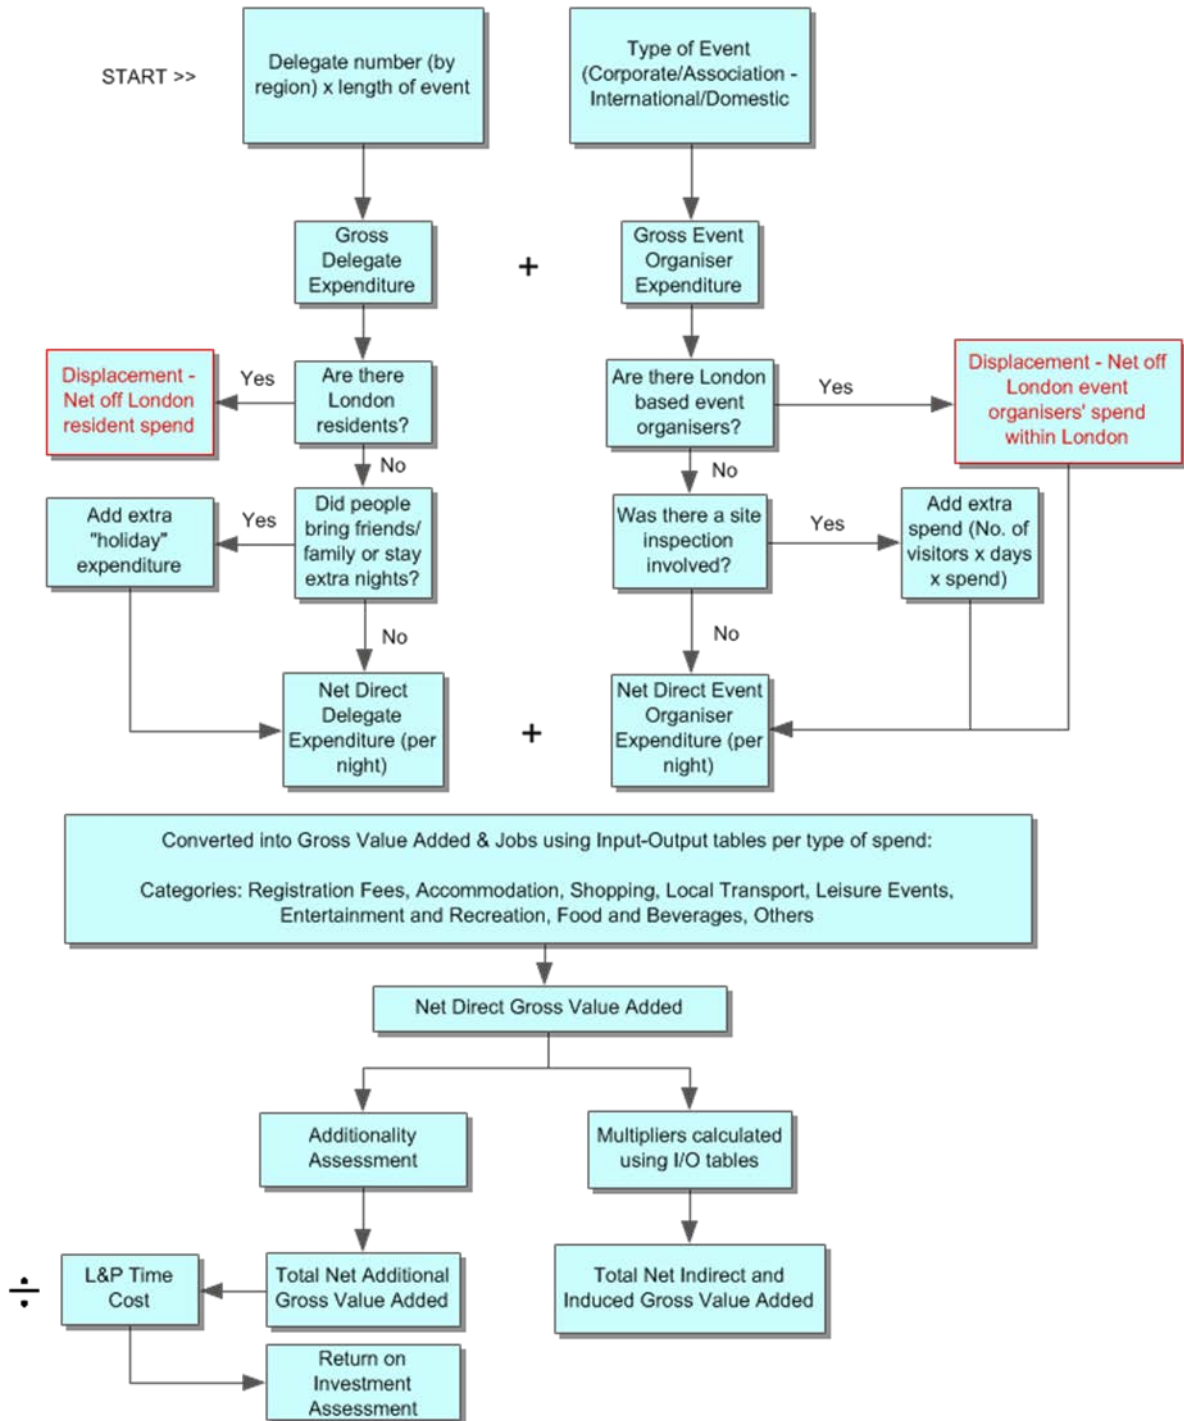 START >>
Delegate number (by
region) x length of event
Type of Event
(Corporate/Association -
International/Domestic
Gross
Delegate
Expenditure
+
Gross Event
Organiser
Expenditure
Displacement -
Net off London
resident spend
Yes
Are there
London
residents?
Are there London
based event
organisers?
Yes
Displacement - Net off
London event
organisers' spend
within London
No
No
Add extra
"holiday"
expenditure
Yes
Did people
bring friends/
family or stay
extra nights?
Was there a site
inspection
involved?
Yes
Add extra
spend (No. of
visitors x days
x spend)
No
No
Net Direct
Delegate
Expenditure (per
night)
+
Net Direct Event
Organiser
Expenditure (per
night)
Converted into Gross Value Added & Jobs using Input-Output tables per type of spend:
Categories: Registration Fees, Accommodation, Shopping, Local Transport, Leisure Events,
Entertainment and Recreation, Food and Beverages, Others
Net Direct Gross Value Added
Additionality
Assessment
Multipliers calculated
using I/O tables
÷
L&P Time
Cost
Total Net Additional
Gross Value Added
Total Net Indirect and
Induced Gross Value Added
Return on
Investment
Assessment